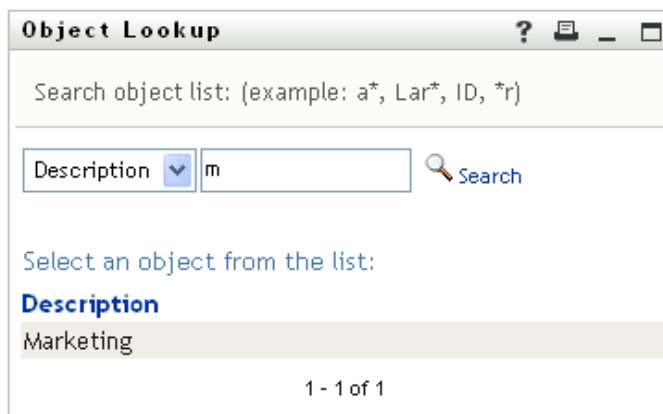 Object Lookup ? _
Search object list: (example: a*, Lar*, ID, *r)
Description m Search
Select an object from the list:
Description
Marketing
1 - 1 of 1